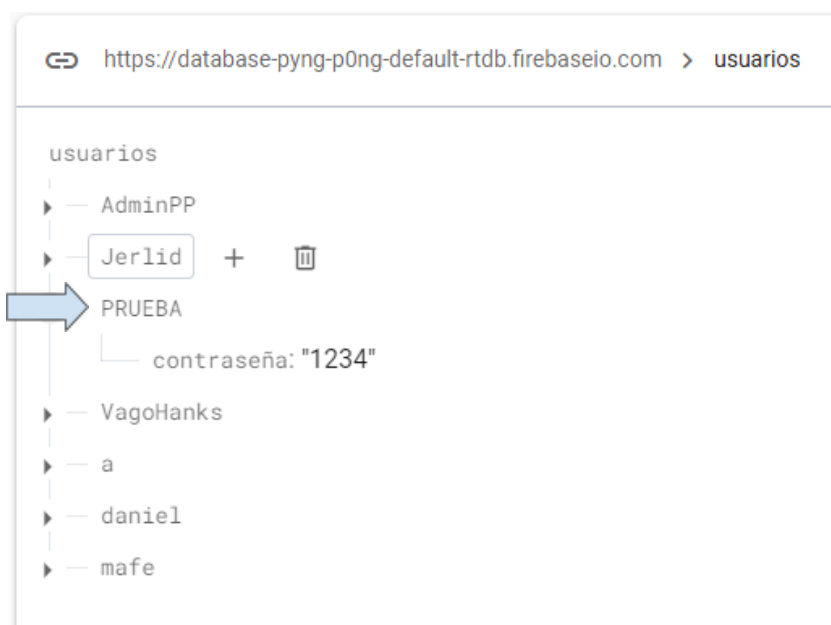 https://database-pyng-p0ng-default-rtdb.firebaseio.com > usuarios
usuarios
AdminPP
Jerlid +
PRUEBA
contraseña: "1234"
VagoHanks
a
daniel
mafe